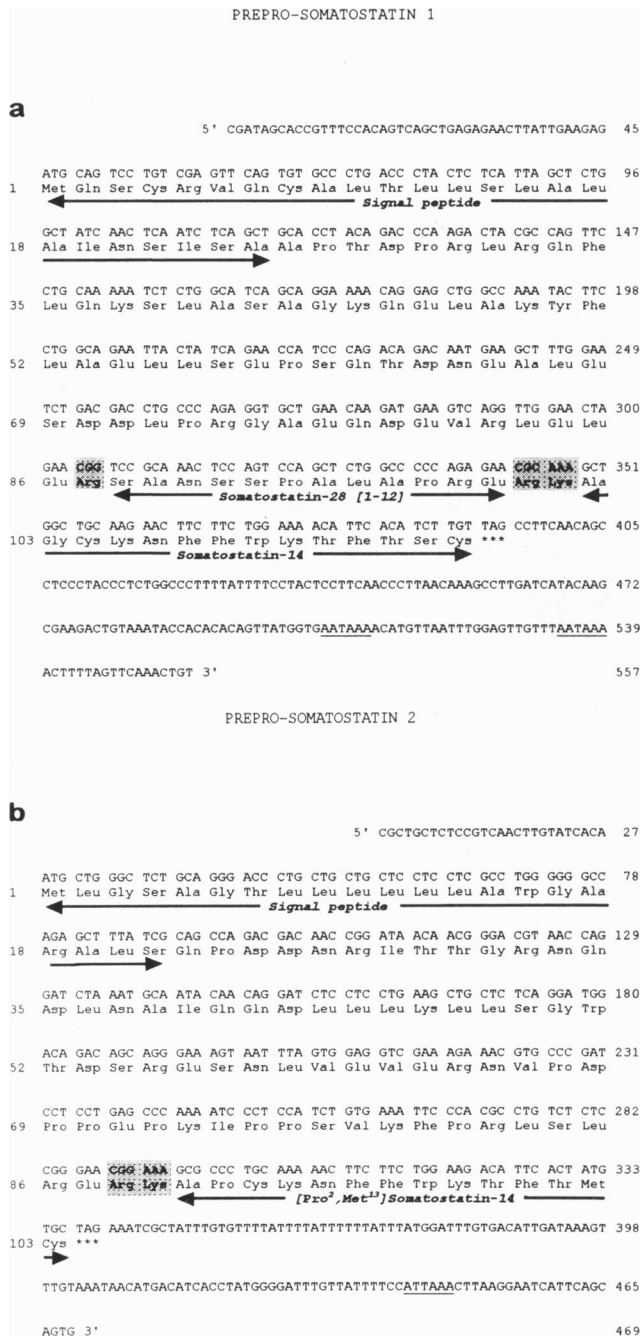 PREPRO-SOMATOSTATIN 1
a
5' CGATAGCACCGTTTCCACAGTCAGCTGAGAGAACTTATTGAAGAG 45
ATG CAG TCC TGT CGA GTT CAG TGT GCC CTG ACC CTA CTC TCA TTA GCT CTG 96
1 Met Gln Ser Cys Arg Val Gln Cys Ala Leu Thr Leu Leu Ser Leu Ala Leu
Signal peptide
GCT ATC AAC TCA ATC TCA GCT GCA CCT ACA GAC CCA AGA CTA CGC CAG TTC 147
18 Ala Ile Asn Ser Ile Ser Ala Ala Pro Thr Asp Pro Arg Leu Arg Gln Phe
CTG CAA AAA TCT CTG GCA TCA GCA GGA AAA CAG GAG CTG GCC AAA TAC TTC 198
35 Leu Gln Lys Ser Leu Ala Ser Ala Gly Lys Gln Glu Leu Ala Lys Tyr Phe
CTG GCA GAA TTA CTA TCA GAA CCA TCC CAG ACA GAC AAT GAA GCT TTG GAA 249
52 Leu Ala Glu Leu Leu Ser Glu Pro Ser Gln Thr Asp Asn Glu Ala Leu Glu
TCT GAC GAC CTG CCC AGA GGT GCT GAA CAA GAT GAA GTC AGG TTG GAA CTA 300
69 Ser Asp Asp Leu Pro Arg Gly Ala Glu Gln Asp Glu Val Arg Leu Glu Leu
GAA CGG TCC GCA AAC TCC AGT CCA GCT CTG GCC CCC AGA GAA CGC AAA GCT 351
86 Glu Arg Ser Ala Asn Ser Ser Pro Ala Leu Ala Pro Arg Glu Arg Lys Ala
Somatostatin-28 [1-12]
GGC TGC AAG AAC TTC TTC TGG AAA ACA TTC ACA TCT TGT TAG CCTTCAACAGC 405
103 Gly Cys Lys Asn Phe Phe Trp Lys Thr Phe Thr Ser Cys ***
Somatostatin-14
CTCCCTACCCTCTGGCCCTTTTATTTTCCTACTCCTTCAACCCTTAACAAAGCCTTGATCATACAAG 472
CGAAGACTGTAAATACCACACACAGTTATGGTGAATAAAACATGTTAATTTGGAGTTGTTTAATAAA 539
ACTTTTAGTTCAAACTGT 3' 557
PREPRO-SOMATOSTATIN 2
b
5' CGCTGCTCTCCGTCAACTTGTATCACA 27
ATG CTG GGC TCT GCA GGG ACC CTG CTG CTG CTC CTC CTC GCC TGG GGG GCC 78
1 Met Leu Gly Ser Ala Gly Thr Leu Leu Leu Leu Leu Leu Ala Trp Gly Ala
Signal peptide
AGA GCT TTA TCG CAG CCA GAC GAC AAC CGG ATA ACA ACG GGA CGT AAC CAG 129
18 Arg Ala Leu Ser Gln Pro Asp Asp Asn Arg Ile Thr Thr Gly Arg Asn Gln
GAT CTA AAT GCA ATA CAA CAG GAT CTC CTC CTG AAG CTG CTC TCA GGA TGG 180
35 Asp Leu Asn Ala Ile Gln Gln Asp Leu Leu Leu Lys Leu Leu Ser Gly Trp
ACA GAC AGC AGG GAA AGT AAT TTA GTG GAG GTC GAA AGA AAC GTG CCC GAT 231
52 Thr Asp Ser Arg Glu Ser Asn Leu Val Glu Val Glu Arg Asn Val Pro Asp
CCT CCT GAG CCC AAA ATC CCT CCA TCT GTG AAA TTC CCA CGC CTG TCT CTC 282
69 Pro Pro Glu Pro Lys Ile Pro Pro Ser Val Lys Phe Pro Arg Leu Ser Leu
CGG GAA CGG AAA GCG CCC TGC AAA AAC TTC TTC TGG AAG ACA TTC ACT ATG 333
86 Arg Glu Arg Lys Ala Pro Cys Lys Asn Phe Phe Trp Lys Thr Phe Thr Met
[Pro²,Met¹³]Somatostatin-14
TGC TAG AAATCGCTATTTGTGTTTTATTTTATTTTTTATTTATGGATTTGTGACATTGATAAAGT 398
103 Cys ***
TTGTAAATAACATGACATCACCTATGGGGATTTGTTATTTTCCATTAAACTTAAGGAATCATTCAGC 465
AGTG 3' 469